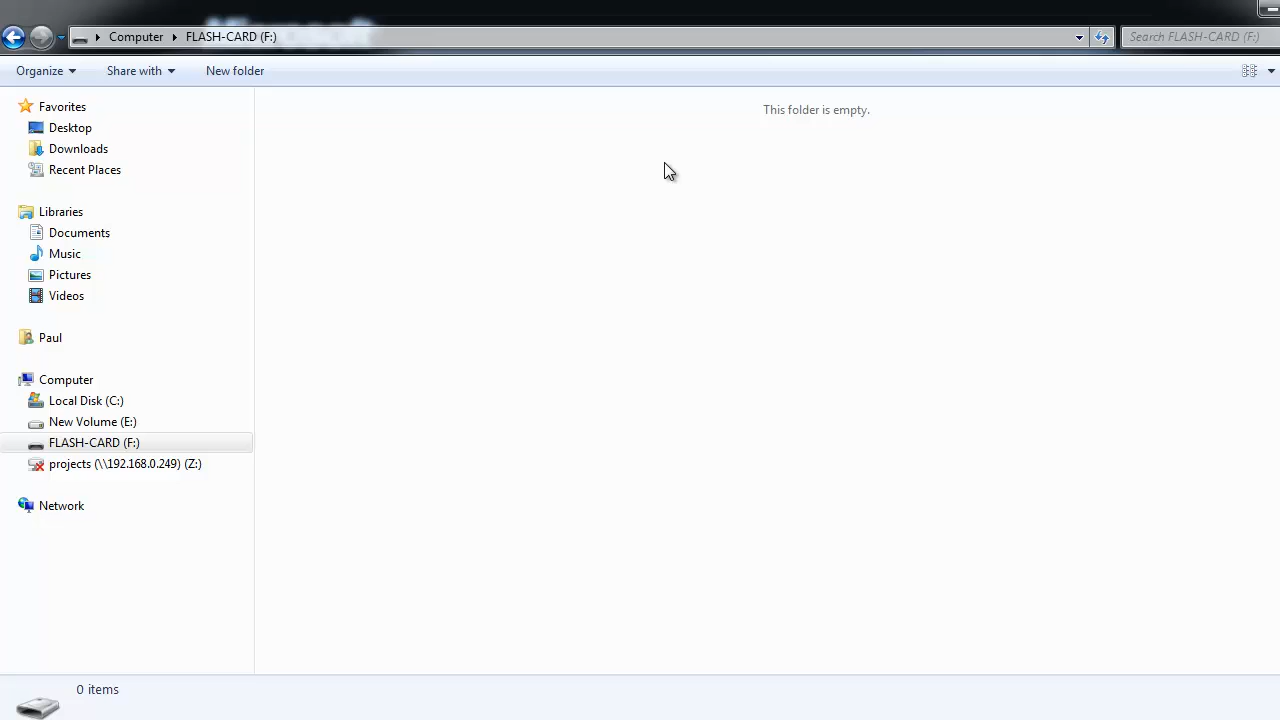 Microsoft
Computer FLASH-CARD (F:)
Search FLASH-CARD (F:)
Organize Share with New folder
This folder is empty.
Favorites
Desktop
Downloads
Recent Places
Libraries
Documents
Music
Pictures
Videos
Paul
Computer
Local Disk (C:)
New Volume (E:)
FLASH-CARD (F:)
projects (\\192.168.0.249) (Z:)
Network
0 items